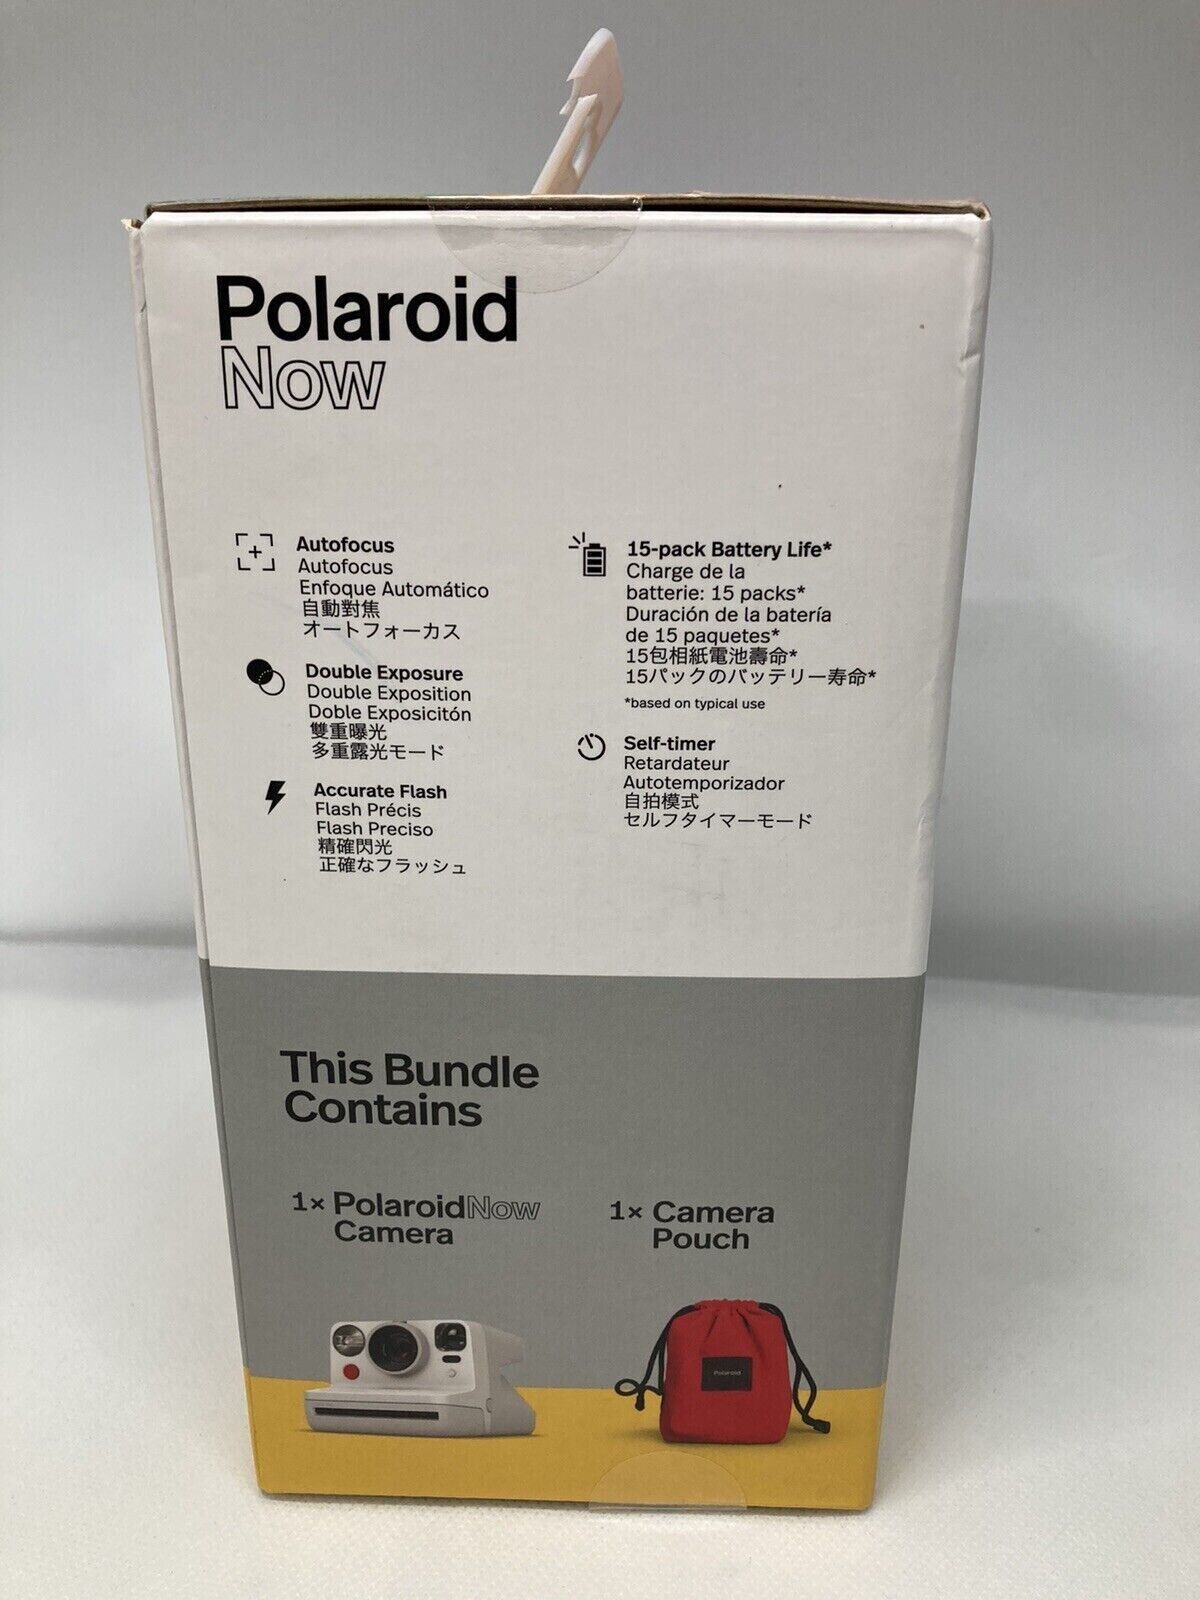 Polaroid
Now
Autofocus
Autofocus
Enfoque Automático
自動對焦
オートフォーカス
Double Exposure
Double Exposition
Doble Exposicitón
雙重曝光
多重露光モード
Accurate Flash
Flash Précis
Flash Preciso
精確閃光
正確なフラッシュ
15-pack Battery Life*
Charge de la
batterie: 15 packs*
Duración de la batería
de 15 paquetes*
15包相紙電池壽命*
15パックのバッテリー寿命*
*based on typical use
Self-timer
Retardateur
Autotemporizador
自拍模式
セルフタイマーモード
This Bundle
Contains
1× PolaroidNow
Camera
1× Camera
Pouch
Polaroid